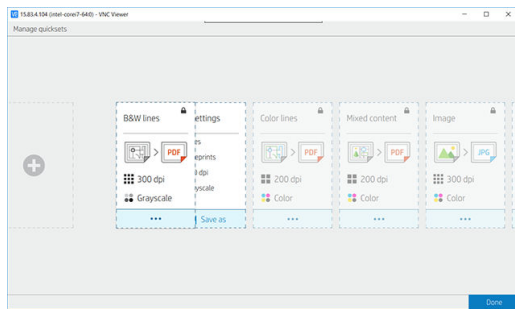 15.83.4.104 (intel-corei7-64:0) - VNC Viewer
Manage quicksets
B&W lines
PDF
300 dpi
Grayscale
...
ettings
es
eprints
dpi
yscale
Save as
Color lines
PDF
200 dpi
Color
...
Mixed content
PDF
200 dpi
Color
...
Image
JPG
300 dpi
Color
...
Done